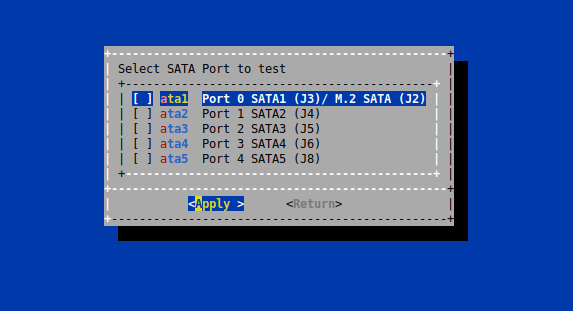 Select SATA Port to test
[ ] ata1 Port 0 SATA1 (J3)/ M.2 SATA (J2)
[ ] ata2 Port 1 SATA2 (J4)
[ ] ata3 Port 2 SATA3 (J5)
[ ] ata4 Port 3 SATA4 (J6)
[ ] ata5 Port 4 SATA5 (J8)
<Apply > <Return>